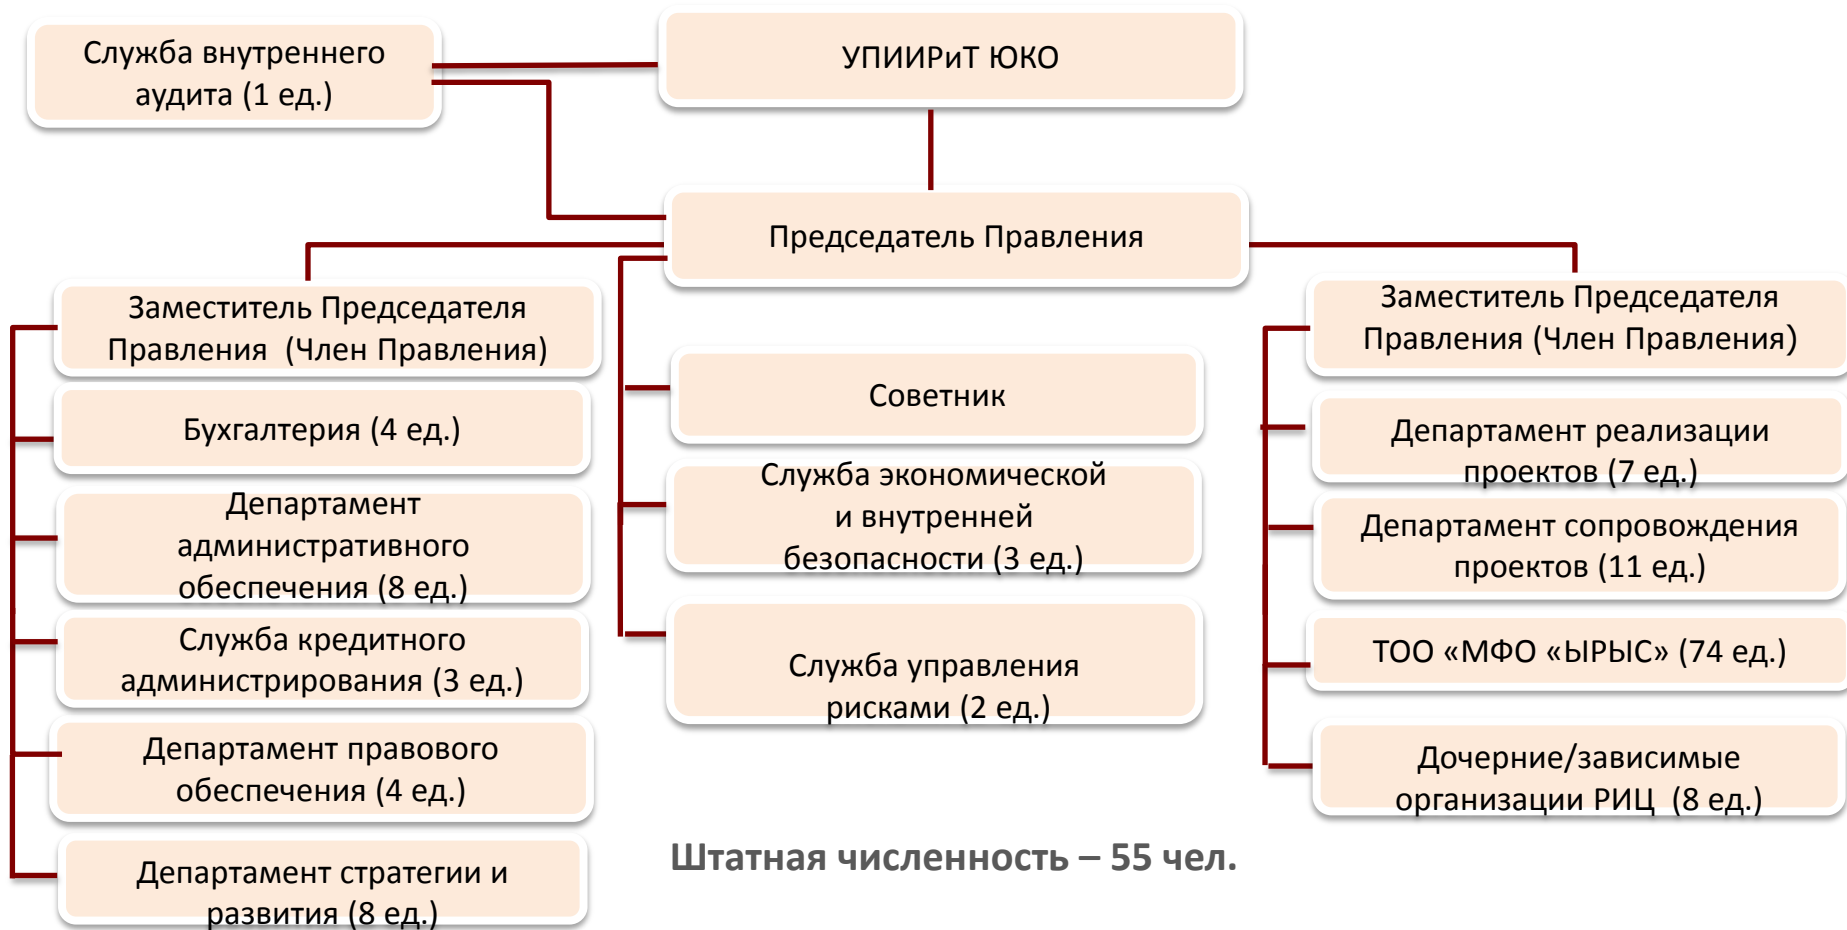 Служба внутреннего
аудита (1 ед.)
УПИИРиТ ЮКО
Председатель Правления
Заместитель Председателя
Правления (Член Правления)
Бухгалтерия (4 ед.)
Департамент
административного
обеспечения (8 ед.)
Служба кредитного
администрирования (3 ед.)
Департамент правового
обеспечения (4 ед.)
Департамент стратегии и
развития (8 ед.)
Советник
Служба экономической
и внутренней
безопасности (3 ед.)
Служба управления
рисками (2 ед.)
Заместитель Председателя
Правления (Член Правления)
Департамент реализации
проектов (7 ед.)
Департамент сопровождения
проектов (11 ед.)
ТОО «МФО «ЫРЫС» (74 ед.)
Дочерние/зависимые
организации РИЦ (8 ед.)
Штатная численность – 55 чел.